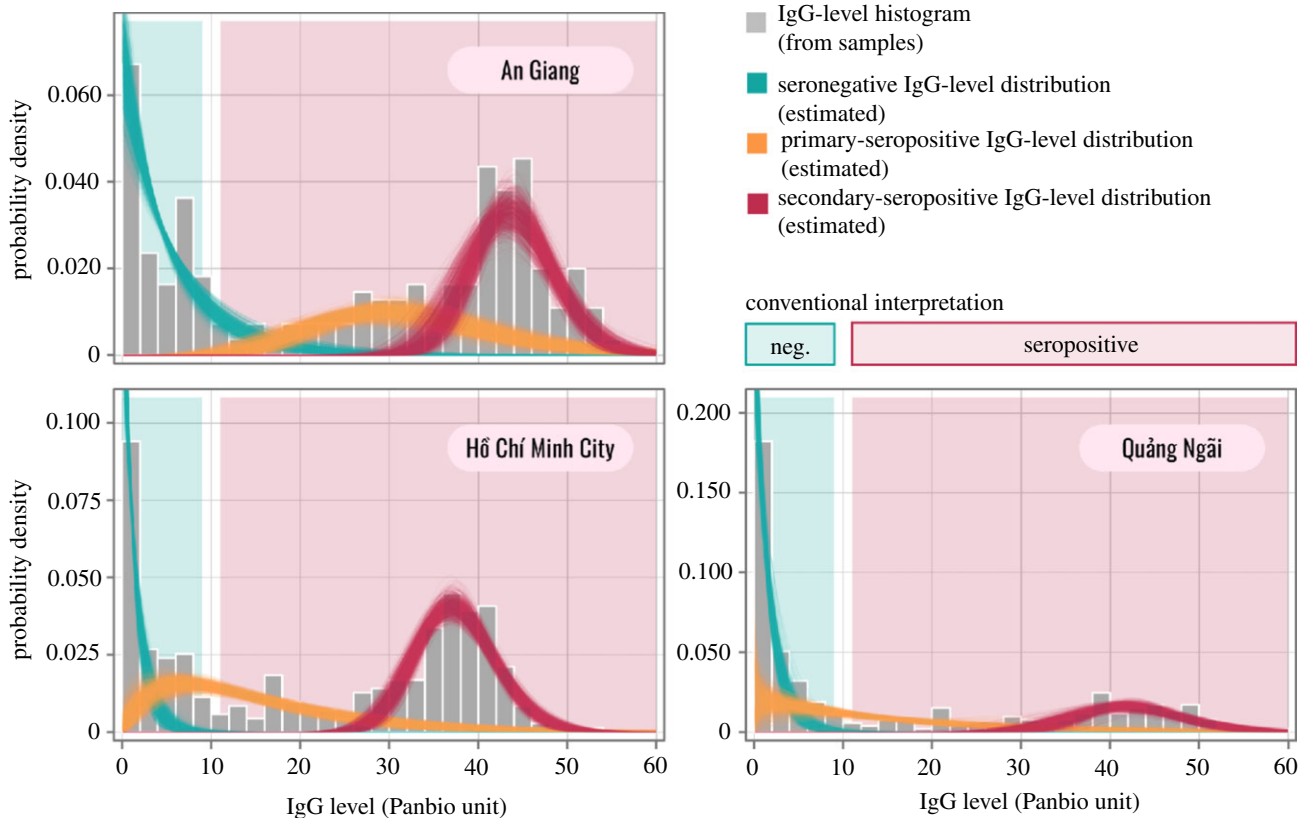 An Giang
probability density
0.060
0.040
0.020
0
IgG-level histogram
(from samples)
seronegative IgG-level distribution
(estimated)
primary-seropositive IgG-level distribution
(estimated)
secondary-seropositive IgG-level distribution
(estimated)
conventional interpretation
neg.
seropositive
Hồ Chí Minh City
probability density
0.100
0.075
0.050
0.025
0
0 10 20 30 40 50 60
IgG level (Panbio unit)
Quảng Ngãi
0.200
0.150
0.100
0.050
0
0 10 20 30 40 50 60
IgG level (Panbio unit)